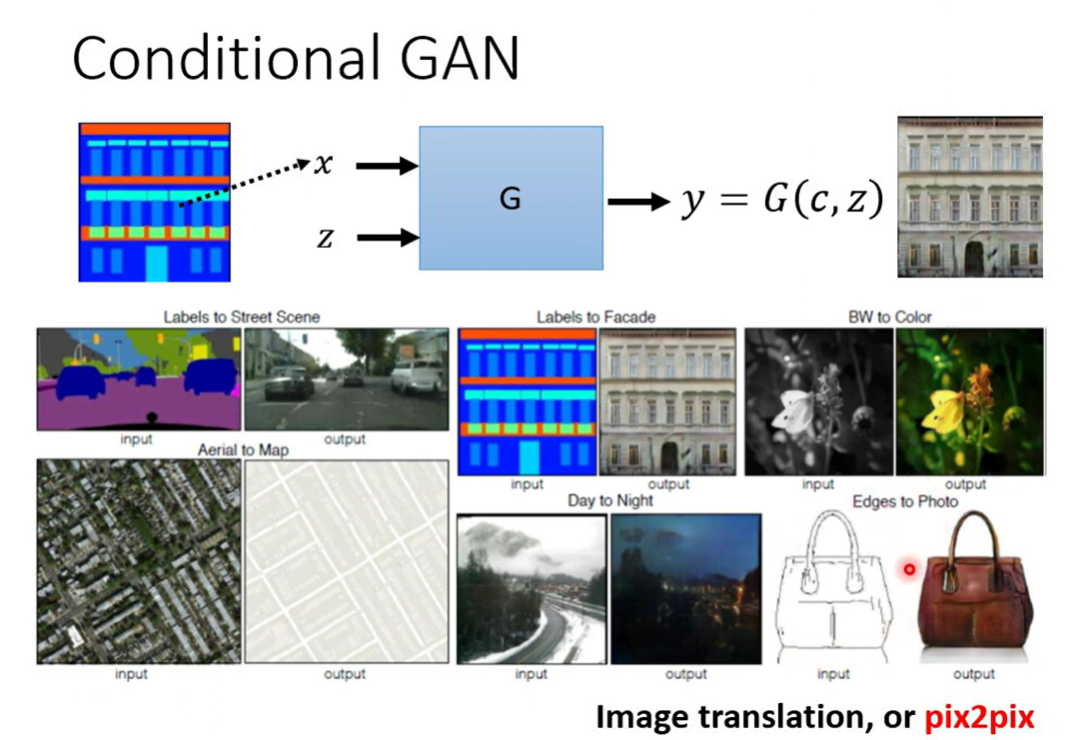 Conditional GAN
x
G
y = G(c, z)
z
Labels to Street Scene
input
output
Labels to Facade
input
output
BW to Color
input
output
Aerial to Map
input
output
Day to Night
input
output
Edges to Photo
input
output
Image translation, or pix2pix